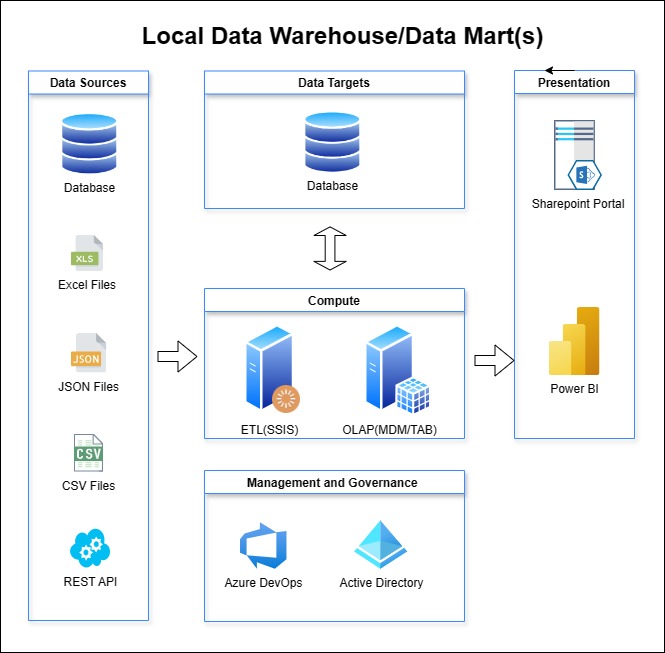 Local Data Warehouse/Data Mart(s)
Data Sources
Database
XLS
Excel Files
JSON
JSON Files
CSV
CSV Files
REST API
Data Targets
Database
Compute
ETL(SSIS)
OLAP(MDM/TAB)
Management and Governance
Azure DevOps
Active Directory
Presentation
S
Sharepoint Portal
Power BI